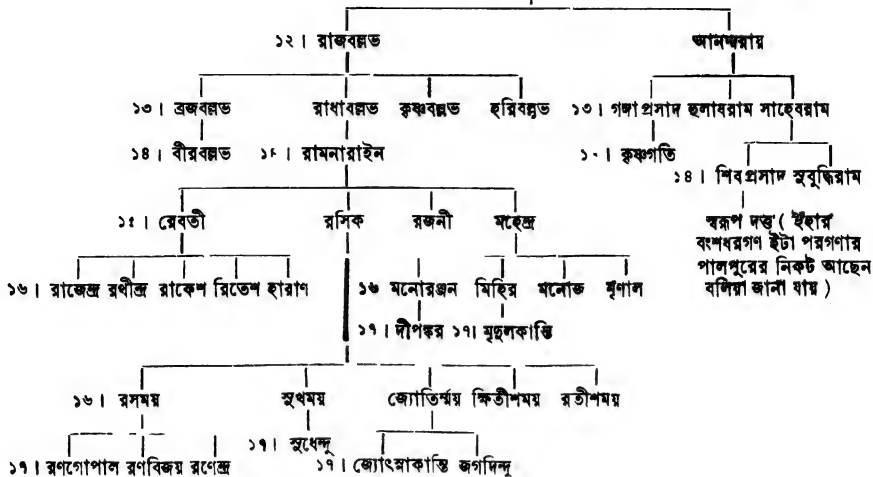 ১২। রাজবল্লভ আনন্দরায়
১৩। ব্রজবল্লভ রাধাবল্লভ কৃষ্ণবল্লভ হরিবল্লভ ১৩। গঙ্গাপ্রসাদ হুলাষরাম সাহেবরাম
১৪। বীরবল্লভ রামনারাইন কৃষ্ণগতি
১৪। শিবপ্রসাদ সুবুদ্ধিরাম
১৫। রেবতী রসিক রজনী মহেন্দ্র স্বরূপ দত্ত ( ইঁহার
বংশধরগণ ইটা পরগণার
পালপুরের নিকট আছেন
বলিয়া জানা যায় )
১৬। রাজেন্দ্র রথীন্দ্র রাকেশ রিতেশ হারাণ ১৬ মনোরঞ্জন মিহির মনোজ মৃণাল
১৭। দীপঙ্কর ১৭। মৃদুলকান্তি
১৬। রসময় সুখময় জ্যোতির্ম্ময় ক্ষিতীশময় রতীশময়
১৭। সুধেন্দু
১৭। রণগোপাল রণবিজয় রণেন্দ্র ১৭। জ্যোৎস্নাকান্তি জগদিন্দু